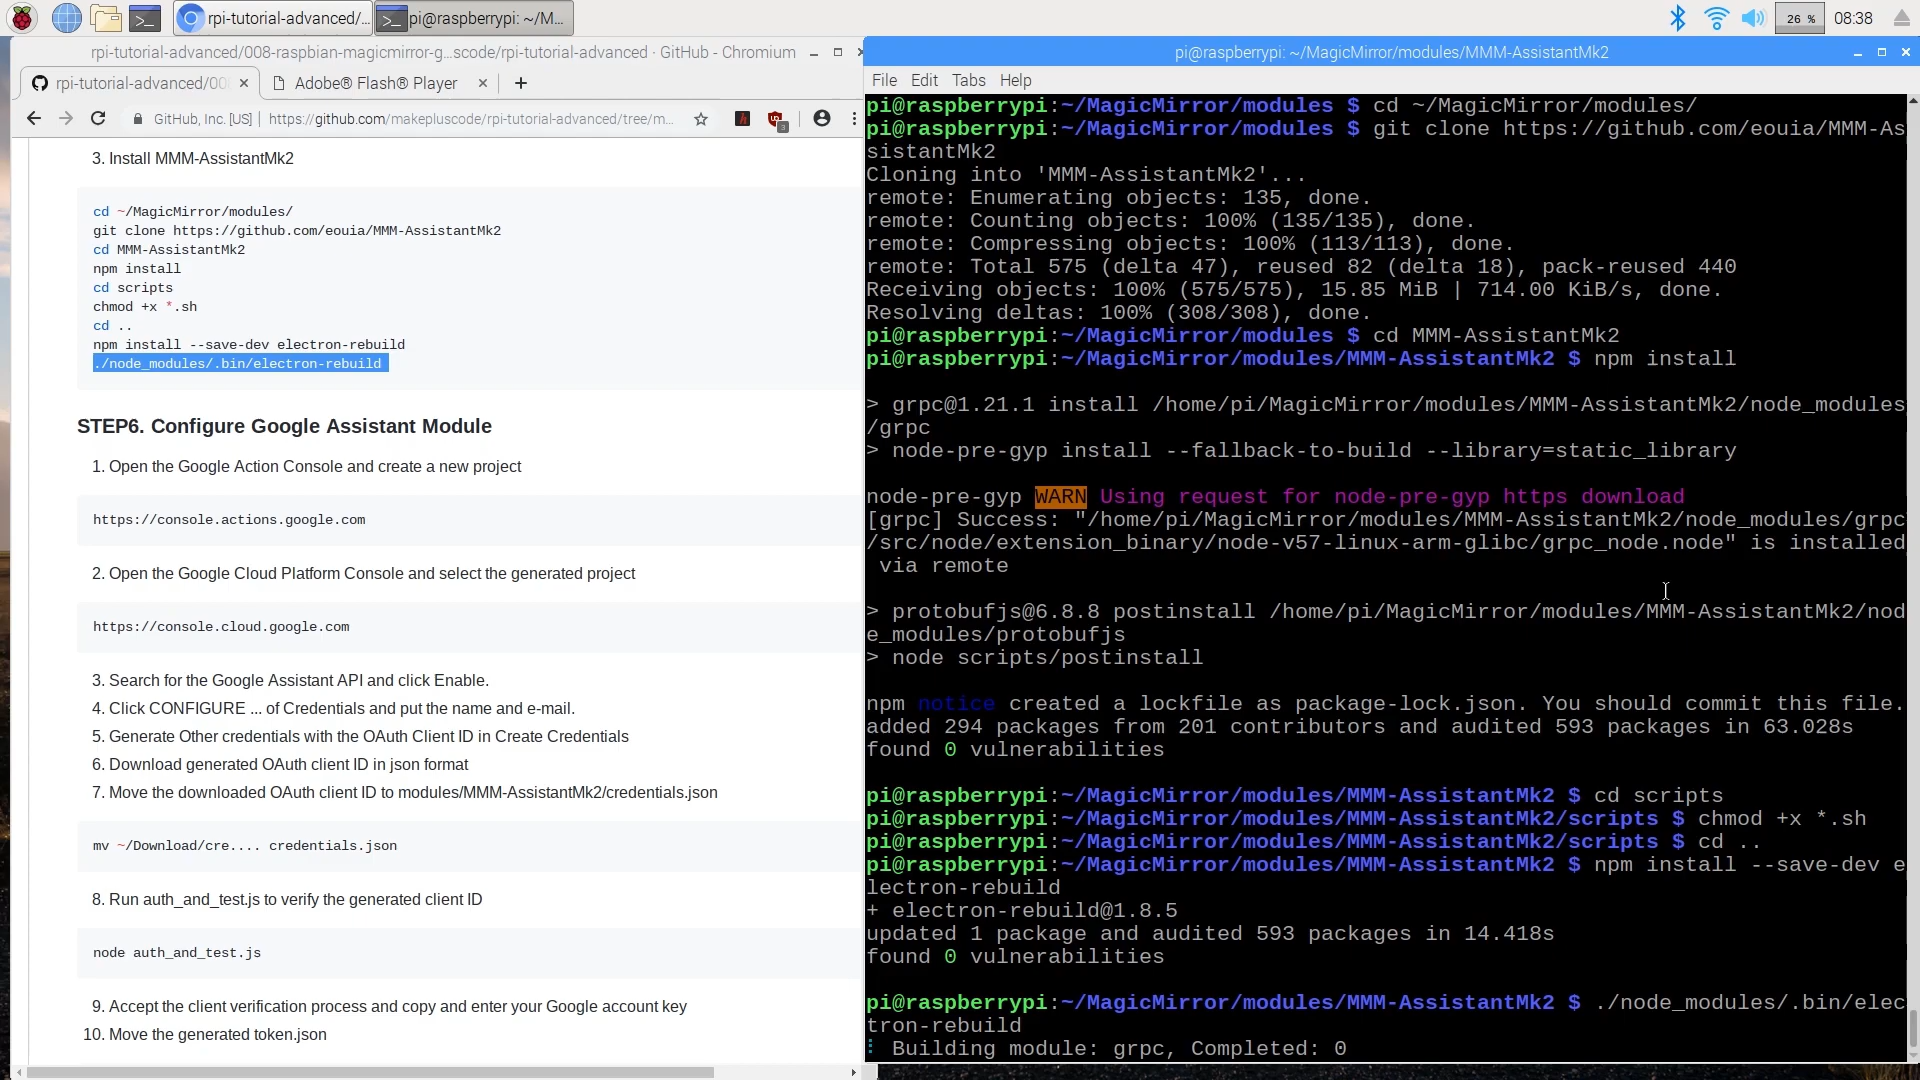 rpi-tutorial-advanced/...
pi@raspberrypi: ~/M...
26 %
08:38
rpi-tutorial-advanced/008-raspbian-magicmirror-g...scode/rpi-tutorial-advanced · GitHub - Chromium
rpi-tutorial-advanced/00
Adobe® Flash® Player
GitHub, Inc. [US]
https://github.com/makepluscode/rpi-tutorial-advanced/tree/m...
3. Install MMM-AssistantMk2
cd ~/MagicMirror/modules/
git clone https://github.com/eouia/MMM-AssistantMk2
cd MMM-AssistantMk2
npm install
cd scripts
chmod +x *.sh
cd ..
npm install --save-dev electron-rebuild
./node_modules/.bin/electron-rebuild
STEP6. Configure Google Assistant Module
1. Open the Google Action Console and create a new project
https://console.actions.google.com
2. Open the Google Cloud Platform Console and select the generated project
https://console.cloud.google.com
3. Search for the Google Assistant API and click Enable.
4. Click CONFIGURE ... of Credentials and put the name and e-mail.
5. Generate Other credentials with the OAuth Client ID in Create Credentials
6. Download generated OAuth client ID in json format
7. Move the downloaded OAuth client ID to modules/MMM-AssistantMk2/credentials.json
mv ~/Download/cre.... credentials.json
8. Run auth_and_test.js to verify the generated client ID
node auth_and_test.js
9. Accept the client verification process and copy and enter your Google account key
10. Move the generated token.json
pi@raspberrypi: ~/MagicMirror/modules/MMM-AssistantMk2
File Edit Tabs Help
pi@raspberrypi:~/MagicMirror/modules $ cd ~/MagicMirror/modules/
pi@raspberrypi:~/MagicMirror/modules $ git clone https://github.com/eouia/MMM-As
sistantMk2
Cloning into 'MMM-AssistantMk2'...
remote: Enumerating objects: 135, done.
remote: Counting objects: 100% (135/135), done.
remote: Compressing objects: 100% (113/113), done.
remote: Total 575 (delta 47), reused 82 (delta 18), pack-reused 440
Receiving objects: 100% (575/575), 15.85 MiB | 714.00 KiB/s, done.
Resolving deltas: 100% (308/308), done.
pi@raspberrypi:~/MagicMirror/modules $ cd MMM-AssistantMk2
pi@raspberrypi:~/MagicMirror/modules/MMM-AssistantMk2 $ npm install
> grpc@1.21.1 install /home/pi/MagicMirror/modules/MMM-AssistantMk2/node_modules
/grpc
> node-pre-gyp install --fallback-to-build --library=static_library
node-pre-gyp WARN Using request for node-pre-gyp https download
[grpc] Success: "/home/pi/MagicMirror/modules/MMM-AssistantMk2/node_modules/grpc
/src/node/extension_binary/node-v57-linux-arm-glibc/grpc_node.node" is installed
via remote
> protobufjs@6.8.8 postinstall /home/pi/MagicMirror/modules/MMM-AssistantMk2/nod
e_modules/protobufjs
> node scripts/postinstall
npm notice created a lockfile as package-lock.json. You should commit this file.
added 294 packages from 201 contributors and audited 593 packages in 63.028s
found 0 vulnerabilities
pi@raspberrypi:~/MagicMirror/modules/MMM-AssistantMk2 $ cd scripts
pi@raspberrypi:~/MagicMirror/modules/MMM-AssistantMk2/scripts $ chmod +x *.sh
pi@raspberrypi:~/MagicMirror/modules/MMM-AssistantMk2/scripts $ cd ..
pi@raspberrypi:~/MagicMirror/modules/MMM-AssistantMk2 $ npm install --save-dev e
lectron-rebuild
+ electron-rebuild@1.8.5
updated 1 package and audited 593 packages in 14.418s
found 0 vulnerabilities
pi@raspberrypi:~/MagicMirror/modules/MMM-AssistantMk2 $ ./node_modules/.bin/elec
tron-rebuild
⠇ Building module: grpc, Completed: 0